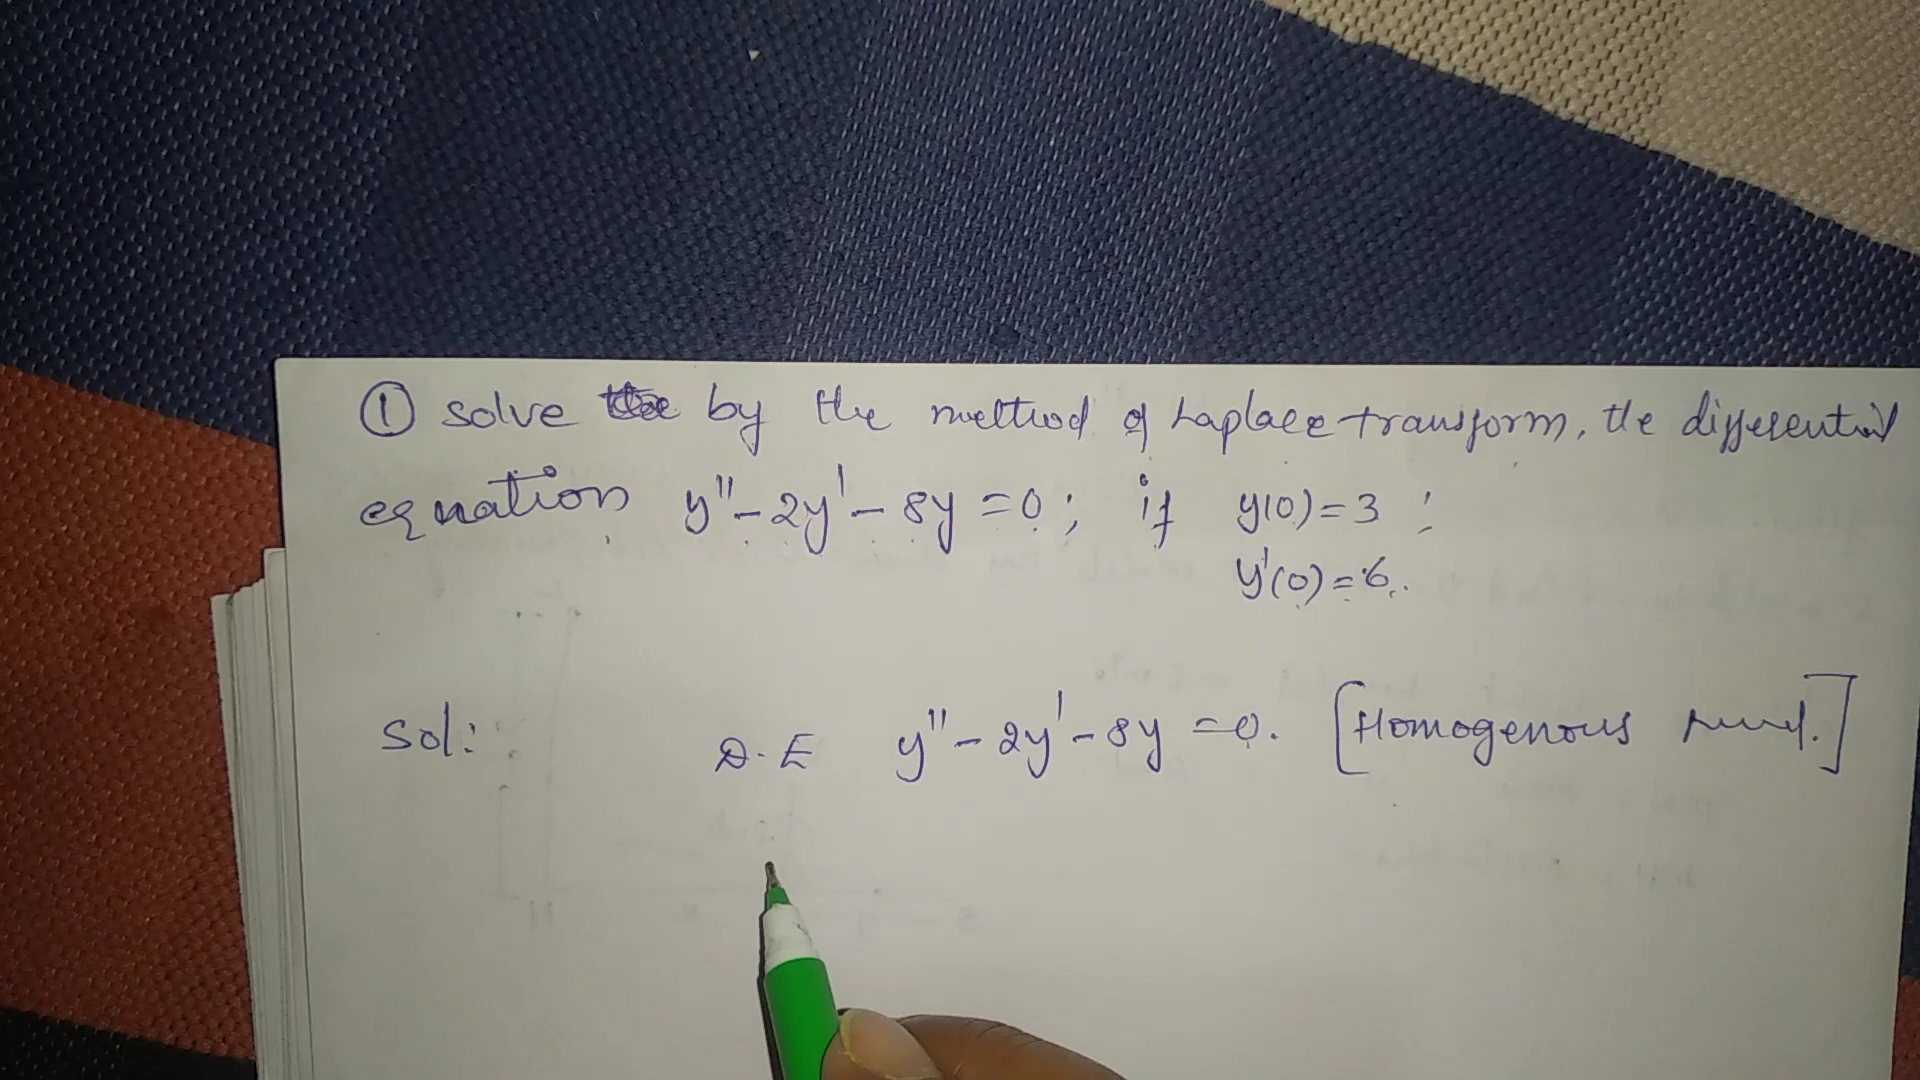 ① solve by the method of Laplace transform, the differential
equation y'' - 2y' - 8y = 0; if y(0) = 3;
y'(0) = 6.
Sol: D.E y'' - 2y' - 8y = 0. [Homogenous]